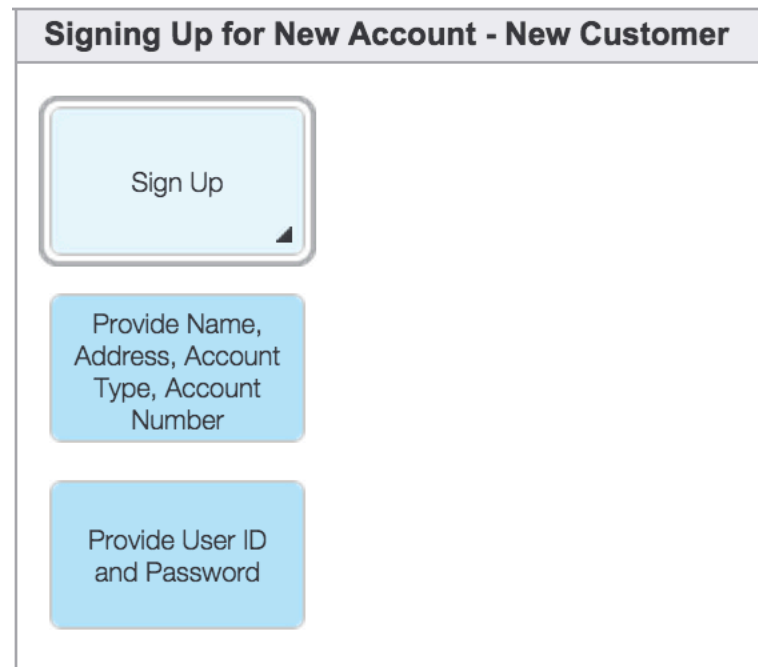 Signing Up for New Account - New Customer
Sign Up
Provide Name,
Address, Account
Type, Account
Number
Provide User ID
and Password